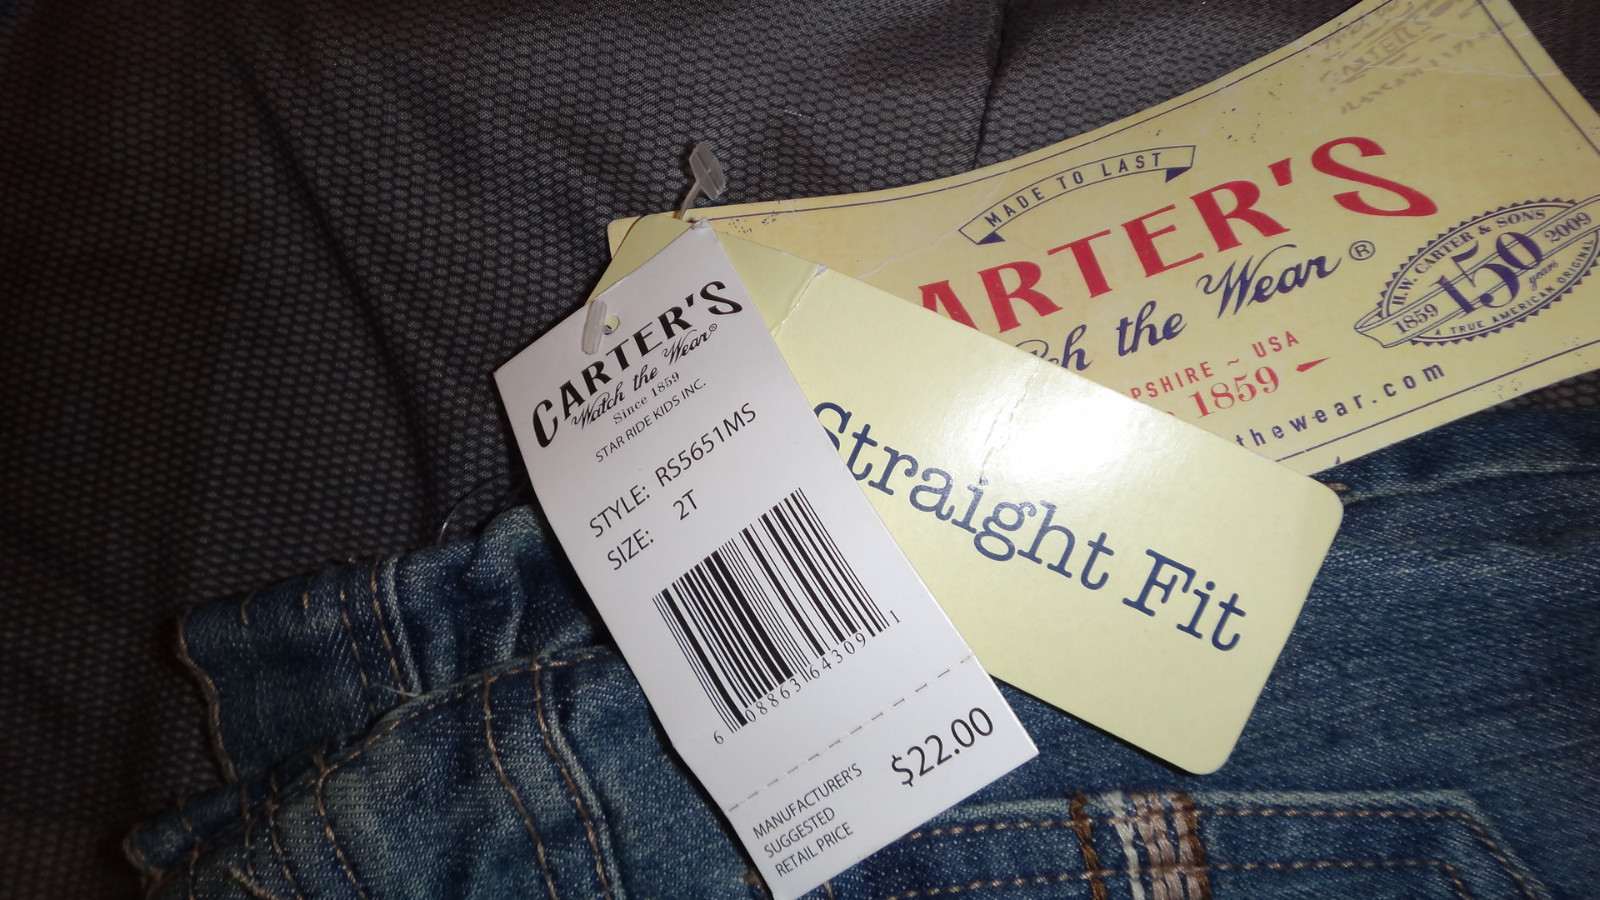 CARTER'S
Watch the Wear®
Since 1859
STAR RIDE KIDS INC.
STYLE: RS5651MS
SIZE: 2T
6 08863 64309 1
$22.00
MANUFACTURER'S
SUGGESTED
RETAIL PRICE
Straight Fit
MADE TO LAST
ARTER'S
the Wear®
PSHIRE ~ USA
1859
thewear.com
H.W. CARTER & SONS
1859 150 years 2009
A TRUE AMERICAN ORIGINAL
CARTER'S